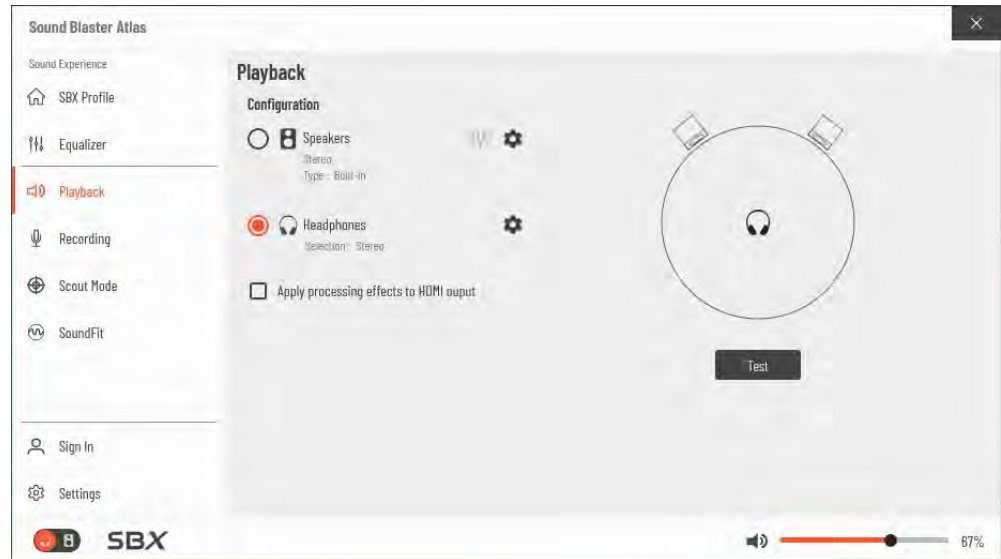 Sound Blaster Atlas
Sound Experience
SBX Profile
Equalizer
Playback
Recording
Scout Mode
SoundFit
Sign In
Settings
SBX
Playback
Configuration
Speakers
Stereo
Type : Built-in
Headphones
Selection : Stereo
Apply processing effects to HDMI ouput
Test
67%